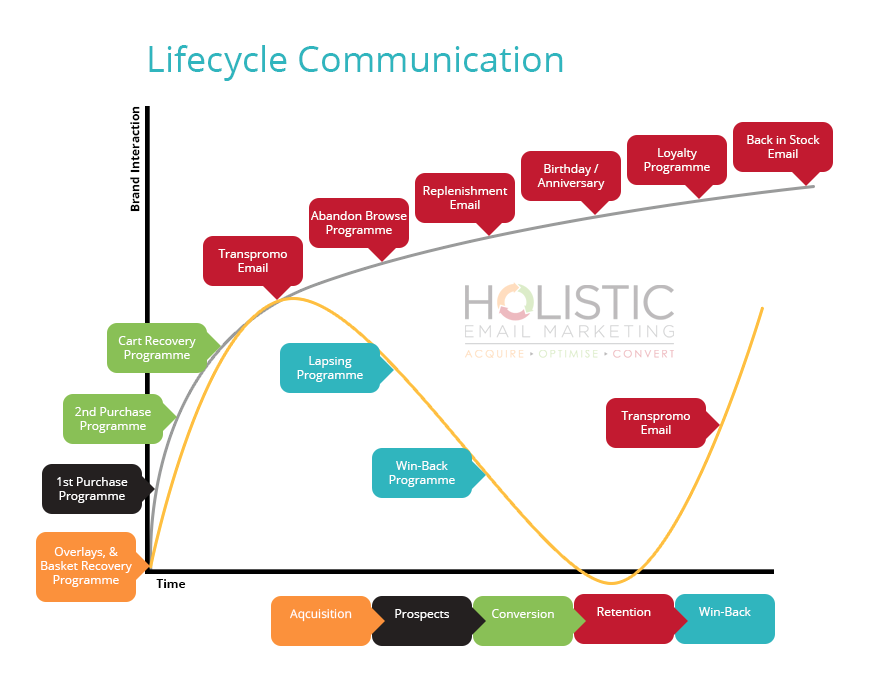 Lifecycle Communication
Brand Interaction
Back in Stock
Email
Loyalty
Programme
Birthday /
Anniversary
Replenishment
Email
Abandon Browse
Programme
Transpromo
Email
HOLISTIC
EMAIL MARKETING
ACQUIRE • OPTIMISE • CONVERT
Cart Recovery
Programme
Lapsing
Programme
2nd Purchase
Programme
Transpromo
Email
Win-Back
Programme
1st Purchase
Programme
Overlays, &
Basket Recovery
Programme
Time
Aqcuisition
Prospects
Conversion
Retention
Win-Back